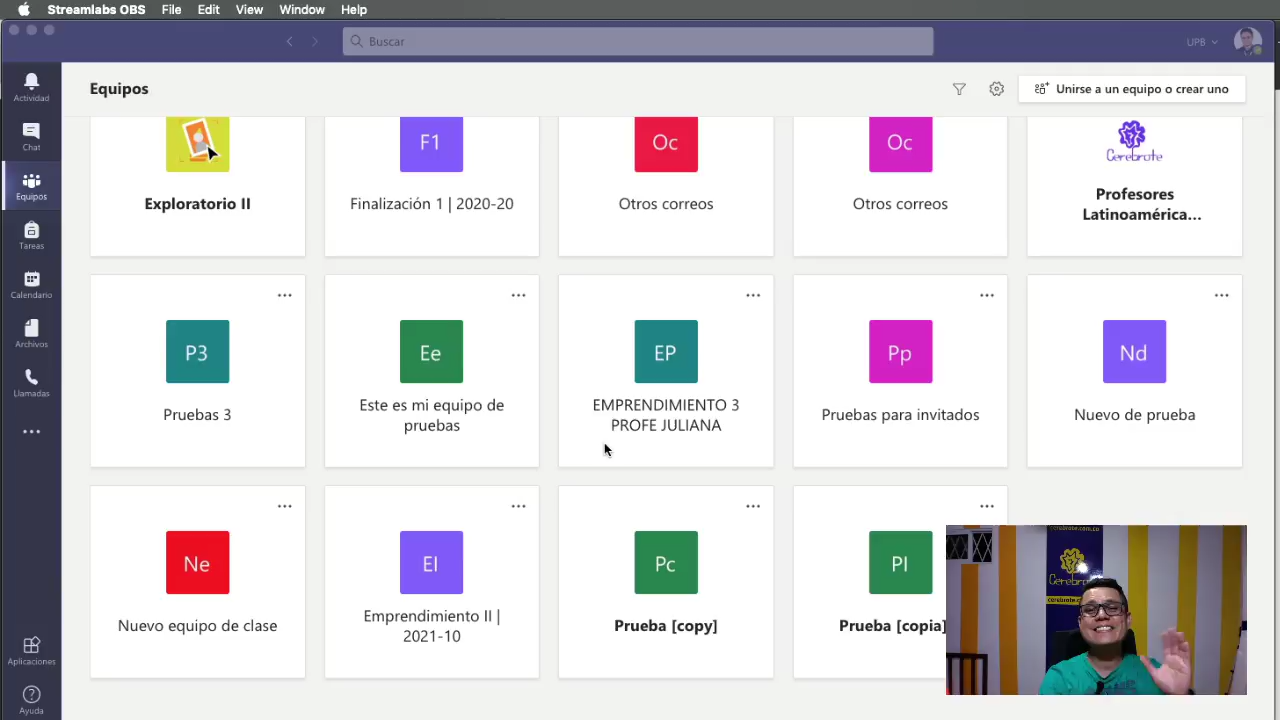 Streamlabs OBS File Edit View Window Help
Buscar
UPB
Actividad
Chat
Equipos
Tareas
Calendario
Archivos
Llamadas
Aplicaciones
Ayuda
Equipos
Unirse a un equipo o crear uno
Exploratorio II
F1
Finalización 1 | 2020-20
Oc
Otros correos
Oc
Otros correos
Cerebrote
Profesores
Latinoamérica...
P3
Pruebas 3
Ee
Este es mi equipo de
pruebas
EP
EMPRENDIMIENTO 3
PROFE JULIANA
Pp
Pruebas para invitados
Nd
Nuevo de prueba
Ne
Nuevo equipo de clase
EI
Emprendimiento II |
2021-10
Pc
Prueba [copy]
PI
Prueba [copia]
cerebrote.com.co
Cerebrote